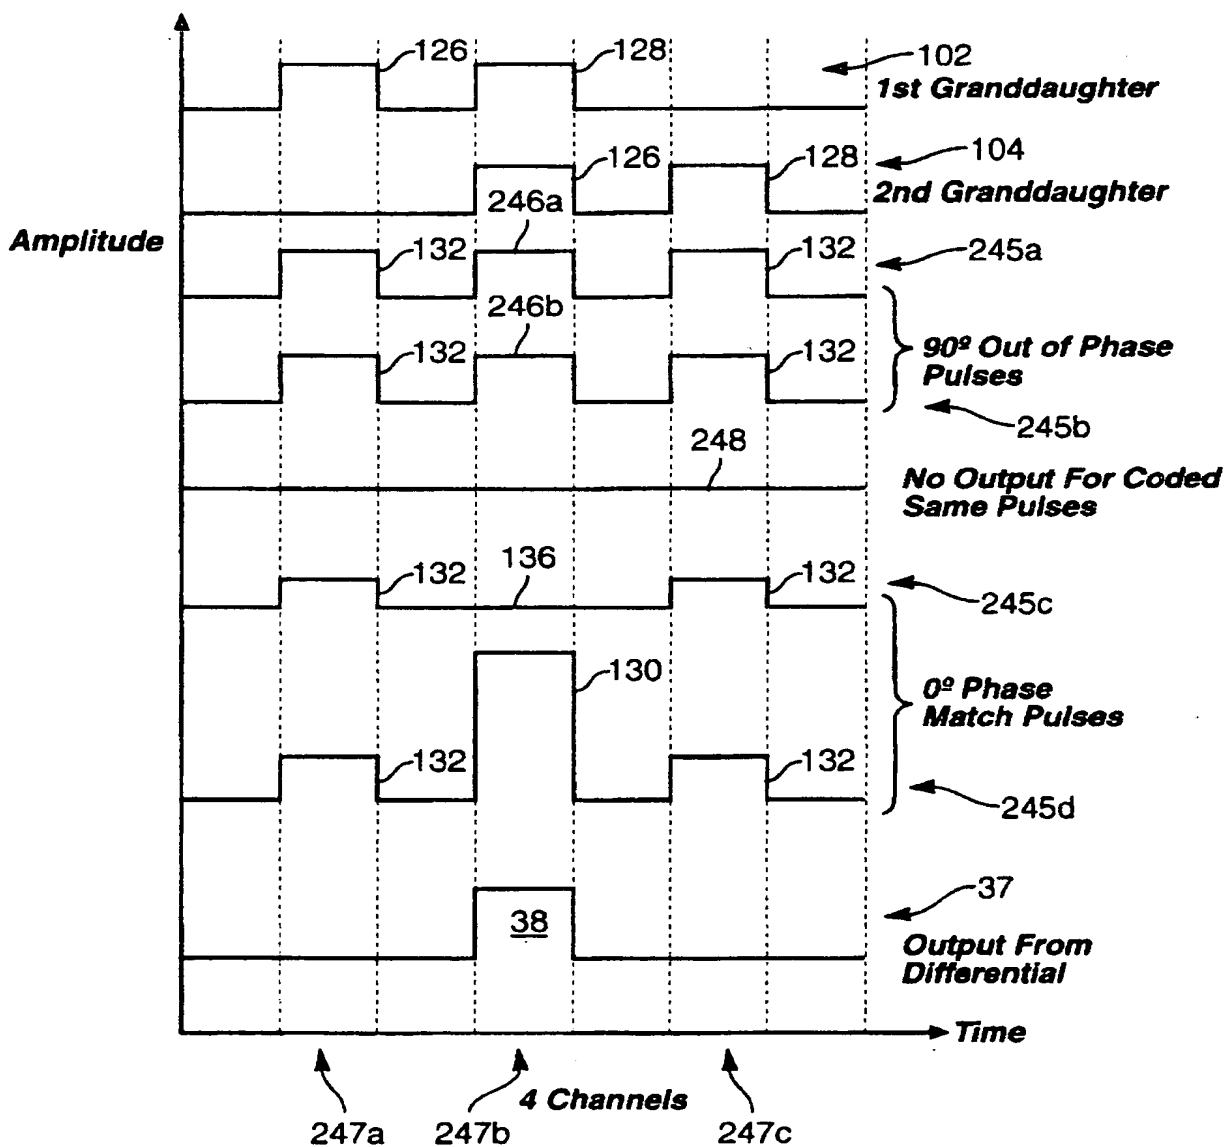 126
128
102
1st Granddaughter
126
128
104
2nd Granddaughter
246a
Amplitude
132
132
245a
246b
132
132
90º Out of Phase
Pulses
245b
248
No Output For Coded
Same Pulses
136
132
132
245c
130
0º Phase
Match Pulses
132
132
245d
37
38
Output From
Differential
Time
4 Channels
247a
247b
247c